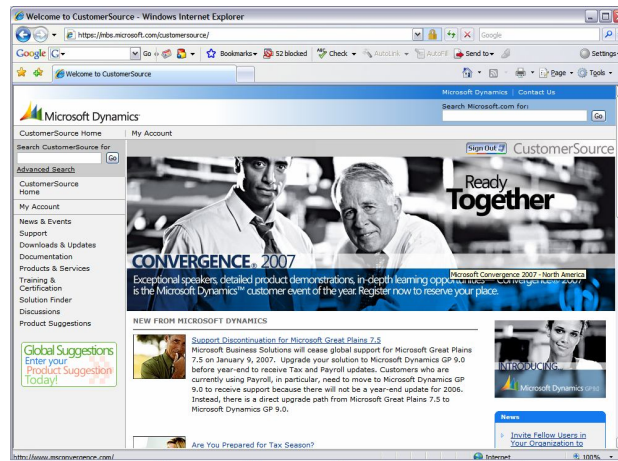 Welcome to CustomerSource - Windows Internet Explorer
https://mbs.microsoft.com/customersource/
Google
Google G Go 52 blocked Check AutoLink AutoFill Send to Settings
Bookmarks
Welcome to CustomerSource
Page Tools
Microsoft Dynamics | Contact Us
Microsoft Dynamics
Search Microsoft.com for:
Go
CustomerSource Home | My Account
Search CustomerSource for
Go
Advanced Search
CustomerSource
Home
My Account
News & Events
Support
Downloads & Updates
Documentation
Products & Services
Training &
Certification
Solution Finder
Discussions
Product Suggestions
Global Suggestions
Enter your
Product Suggestion
Today!
Sign Out CustomerSource
Ready
Together
CONVERGENCE 2007
Microsoft Convergence 2007 - North America
Exceptional speakers, detailed product demonstrations, in-depth learning opportunities — Convergence 2007
is the Microsoft Dynamics™ customer event of the year. Register now to reserve your place.
NEW FROM MICROSOFT DYNAMICS
Support Discontinuation for Microsoft Great Plains 7.5
Microsoft Business Solutions will cease global support for Microsoft Great Plains
7.5 on January 9, 2007. Upgrade your solution to Microsoft Dynamics GP 9.0
before year-end to receive Tax and Payroll updates. Customers who are
currently using Payroll, in particular, need to move to Microsoft Dynamics GP
9.0 to receive support because there will not be a year-end update for 2006.
Instead, there is a direct upgrade path from Microsoft Great Plains 7.5 to
Microsoft Dynamics GP 9.0.
Are You Prepared for Tax Season?
INTRODUCING...
Microsoft Dynamics
News
Invite Fellow Users in
Your Organization to
http://www.msconvergence.com/
Internet
100%